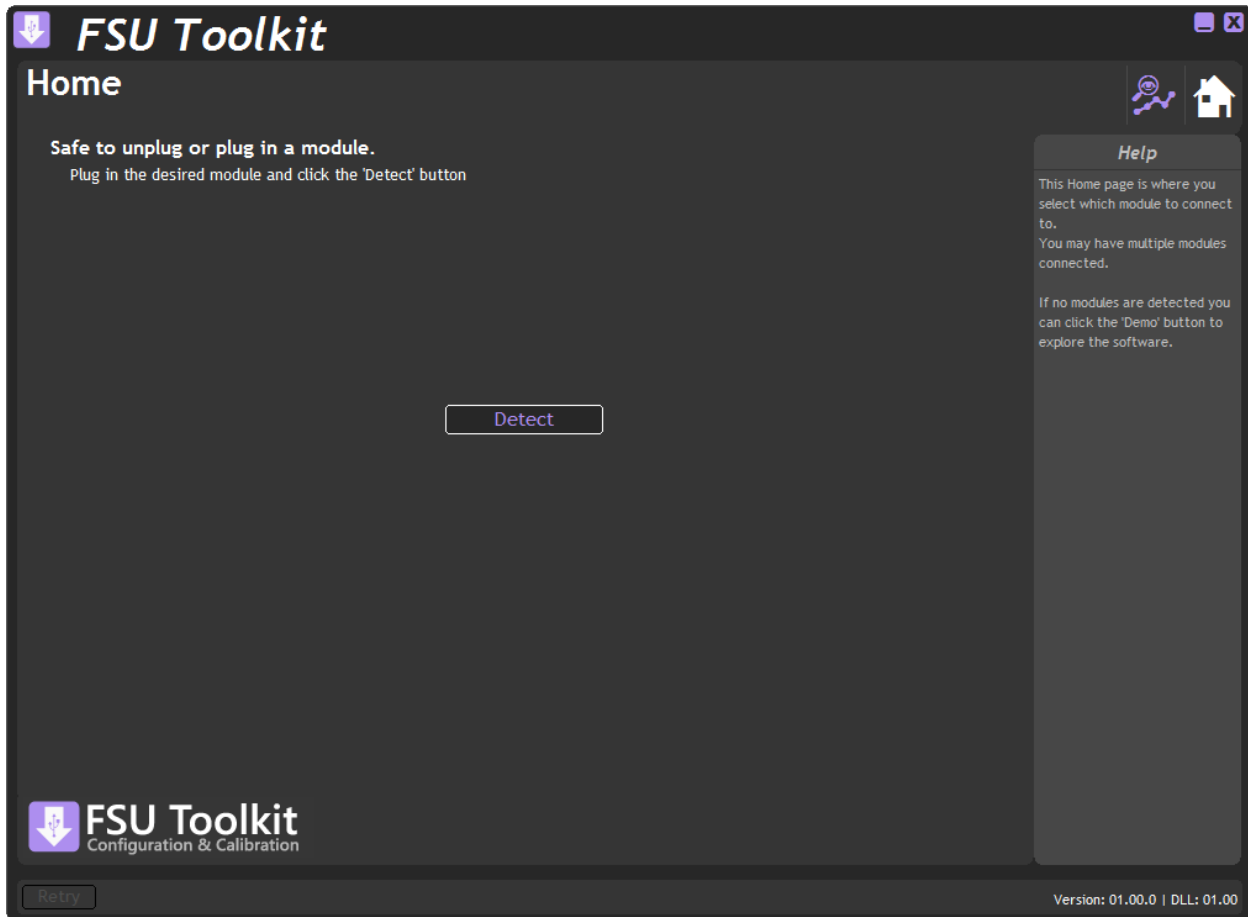 FSU Toolkit
Home
Safe to unplug or plug in a module.
Plug in the desired module and click the 'Detect' button
Detect
Help
This Home page is where you
select which module to connect
to.
You may have multiple modules
connected.
If no modules are detected you
can click the 'Demo' button to
explore the software.
FSU Toolkit
Configuration & Calibration
Retry
Version: 01.00.0 | DLL: 01.00